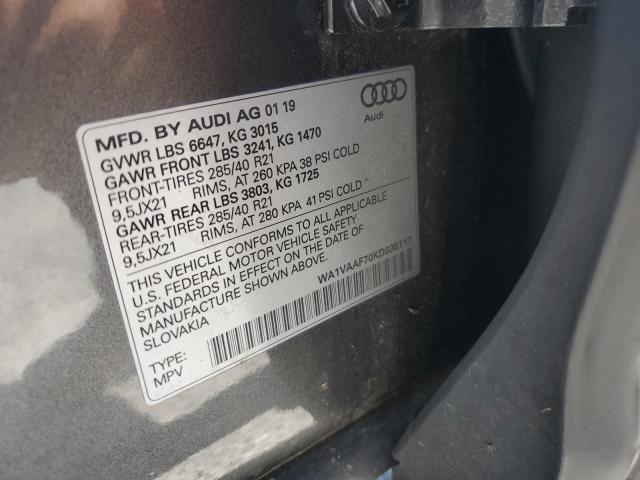 MFD. BY AUDI AG 01 19
GVWR LBS 6647, KG 3015
GAWR FRONT LBS 3241, KG 1470
FRONT-TIRES 285/40 R21
9,5JX21 RIMS, AT 260 KPA 38 PSI COLD
GAWR REAR LBS 3803, KG 1725
REAR-TIRES 285/40 R21
9,5JX21 RIMS, AT 280 KPA 41 PSI COLD
THIS VEHICLE CONFORMS TO ALL APPLICABLE
U.S. FEDERAL MOTOR VEHICLE SAFETY
STANDARDS IN EFFECT ON THE DATE OF
MANUFACTURE SHOWN ABOVE.
SLOVAKIA
WA1VAAF70KD030117
TYPE:
MPV
Audi